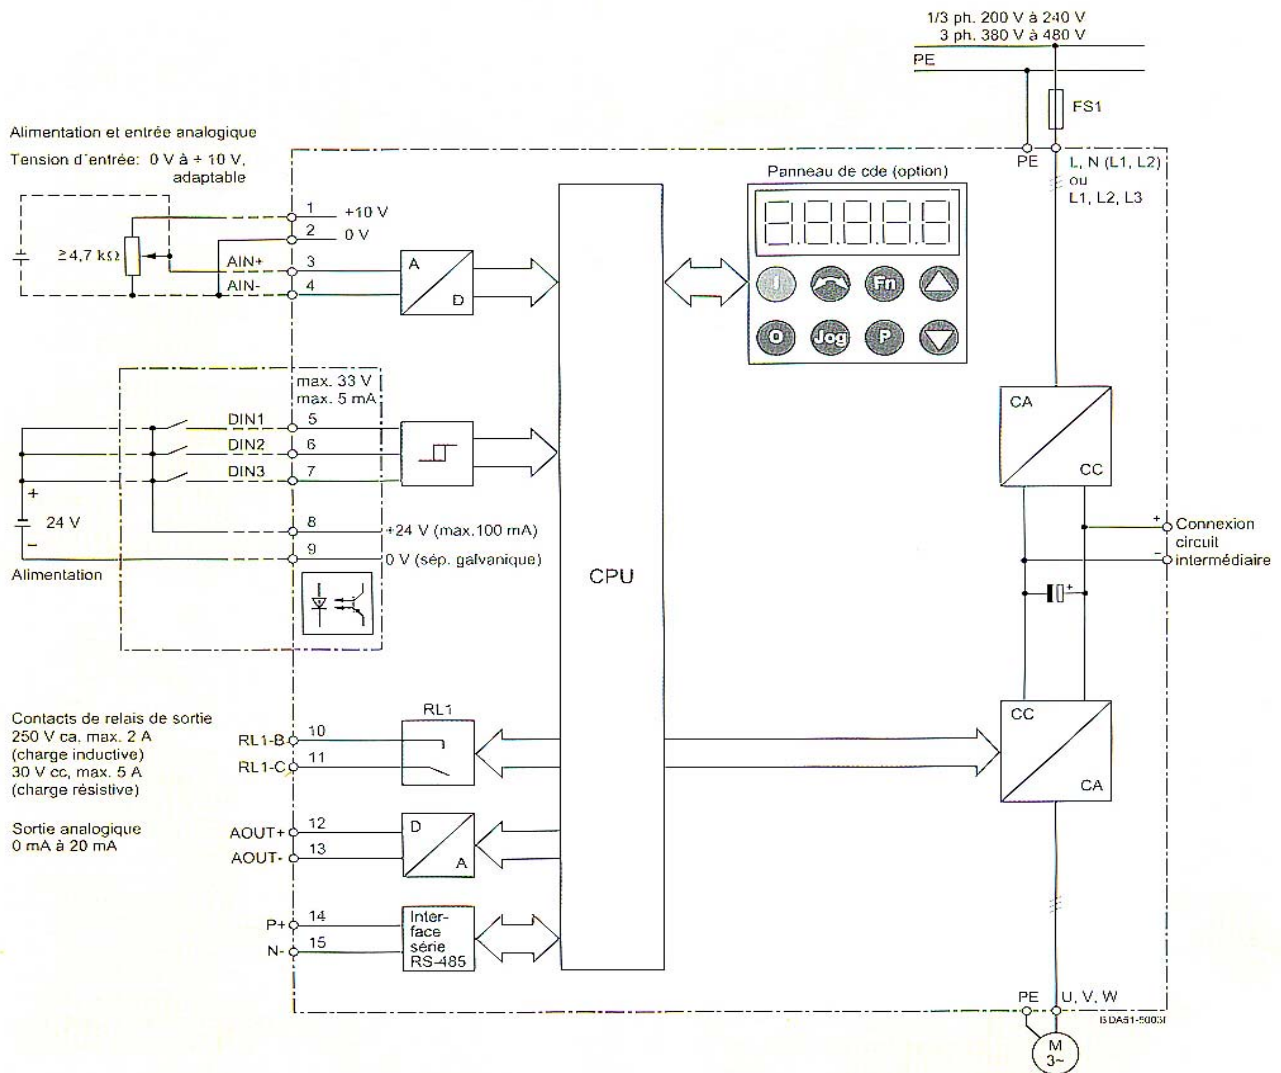 1/3 ph. 200 V à 240 V
3 ph. 380 V à 480 V
PE
FS1
Alimentation et entrée analogique
Tension d´entrée: 0 V à + 10 V,
adaptable
PE
L, N (L1, L2)
ou
L1, L2, L3
Panneau de cde (option)
1
+10 V
2
0 V
≥4,7 kΩ
AIN+
3
AIN-
4
A
D
I
Fn
O
Jog
P
max. 33 V
max. 5 mA
DIN1
5
DIN2
6
DIN3
7
+
24 V
−
8
+24 V (max.100 mA)
9
0 V (sép. galvanique)
Alimentation
CPU
CA
CC
+
Connexion
circuit
−
intermédiaire
+
Contacts de relais de sortie
250 V ca, max. 2 A
(charge inductive)
30 V cc, max. 5 A
(charge résistive)
RL1
RL1-B
10
RL1-C
11
CC
CA
Sortie analogique
0 mA à 20 mA
AOUT+
12
AOUT-
13
D
A
P+
14
N-
15
Inter-
face
série
RS-485
PE
U, V, W
M
3~